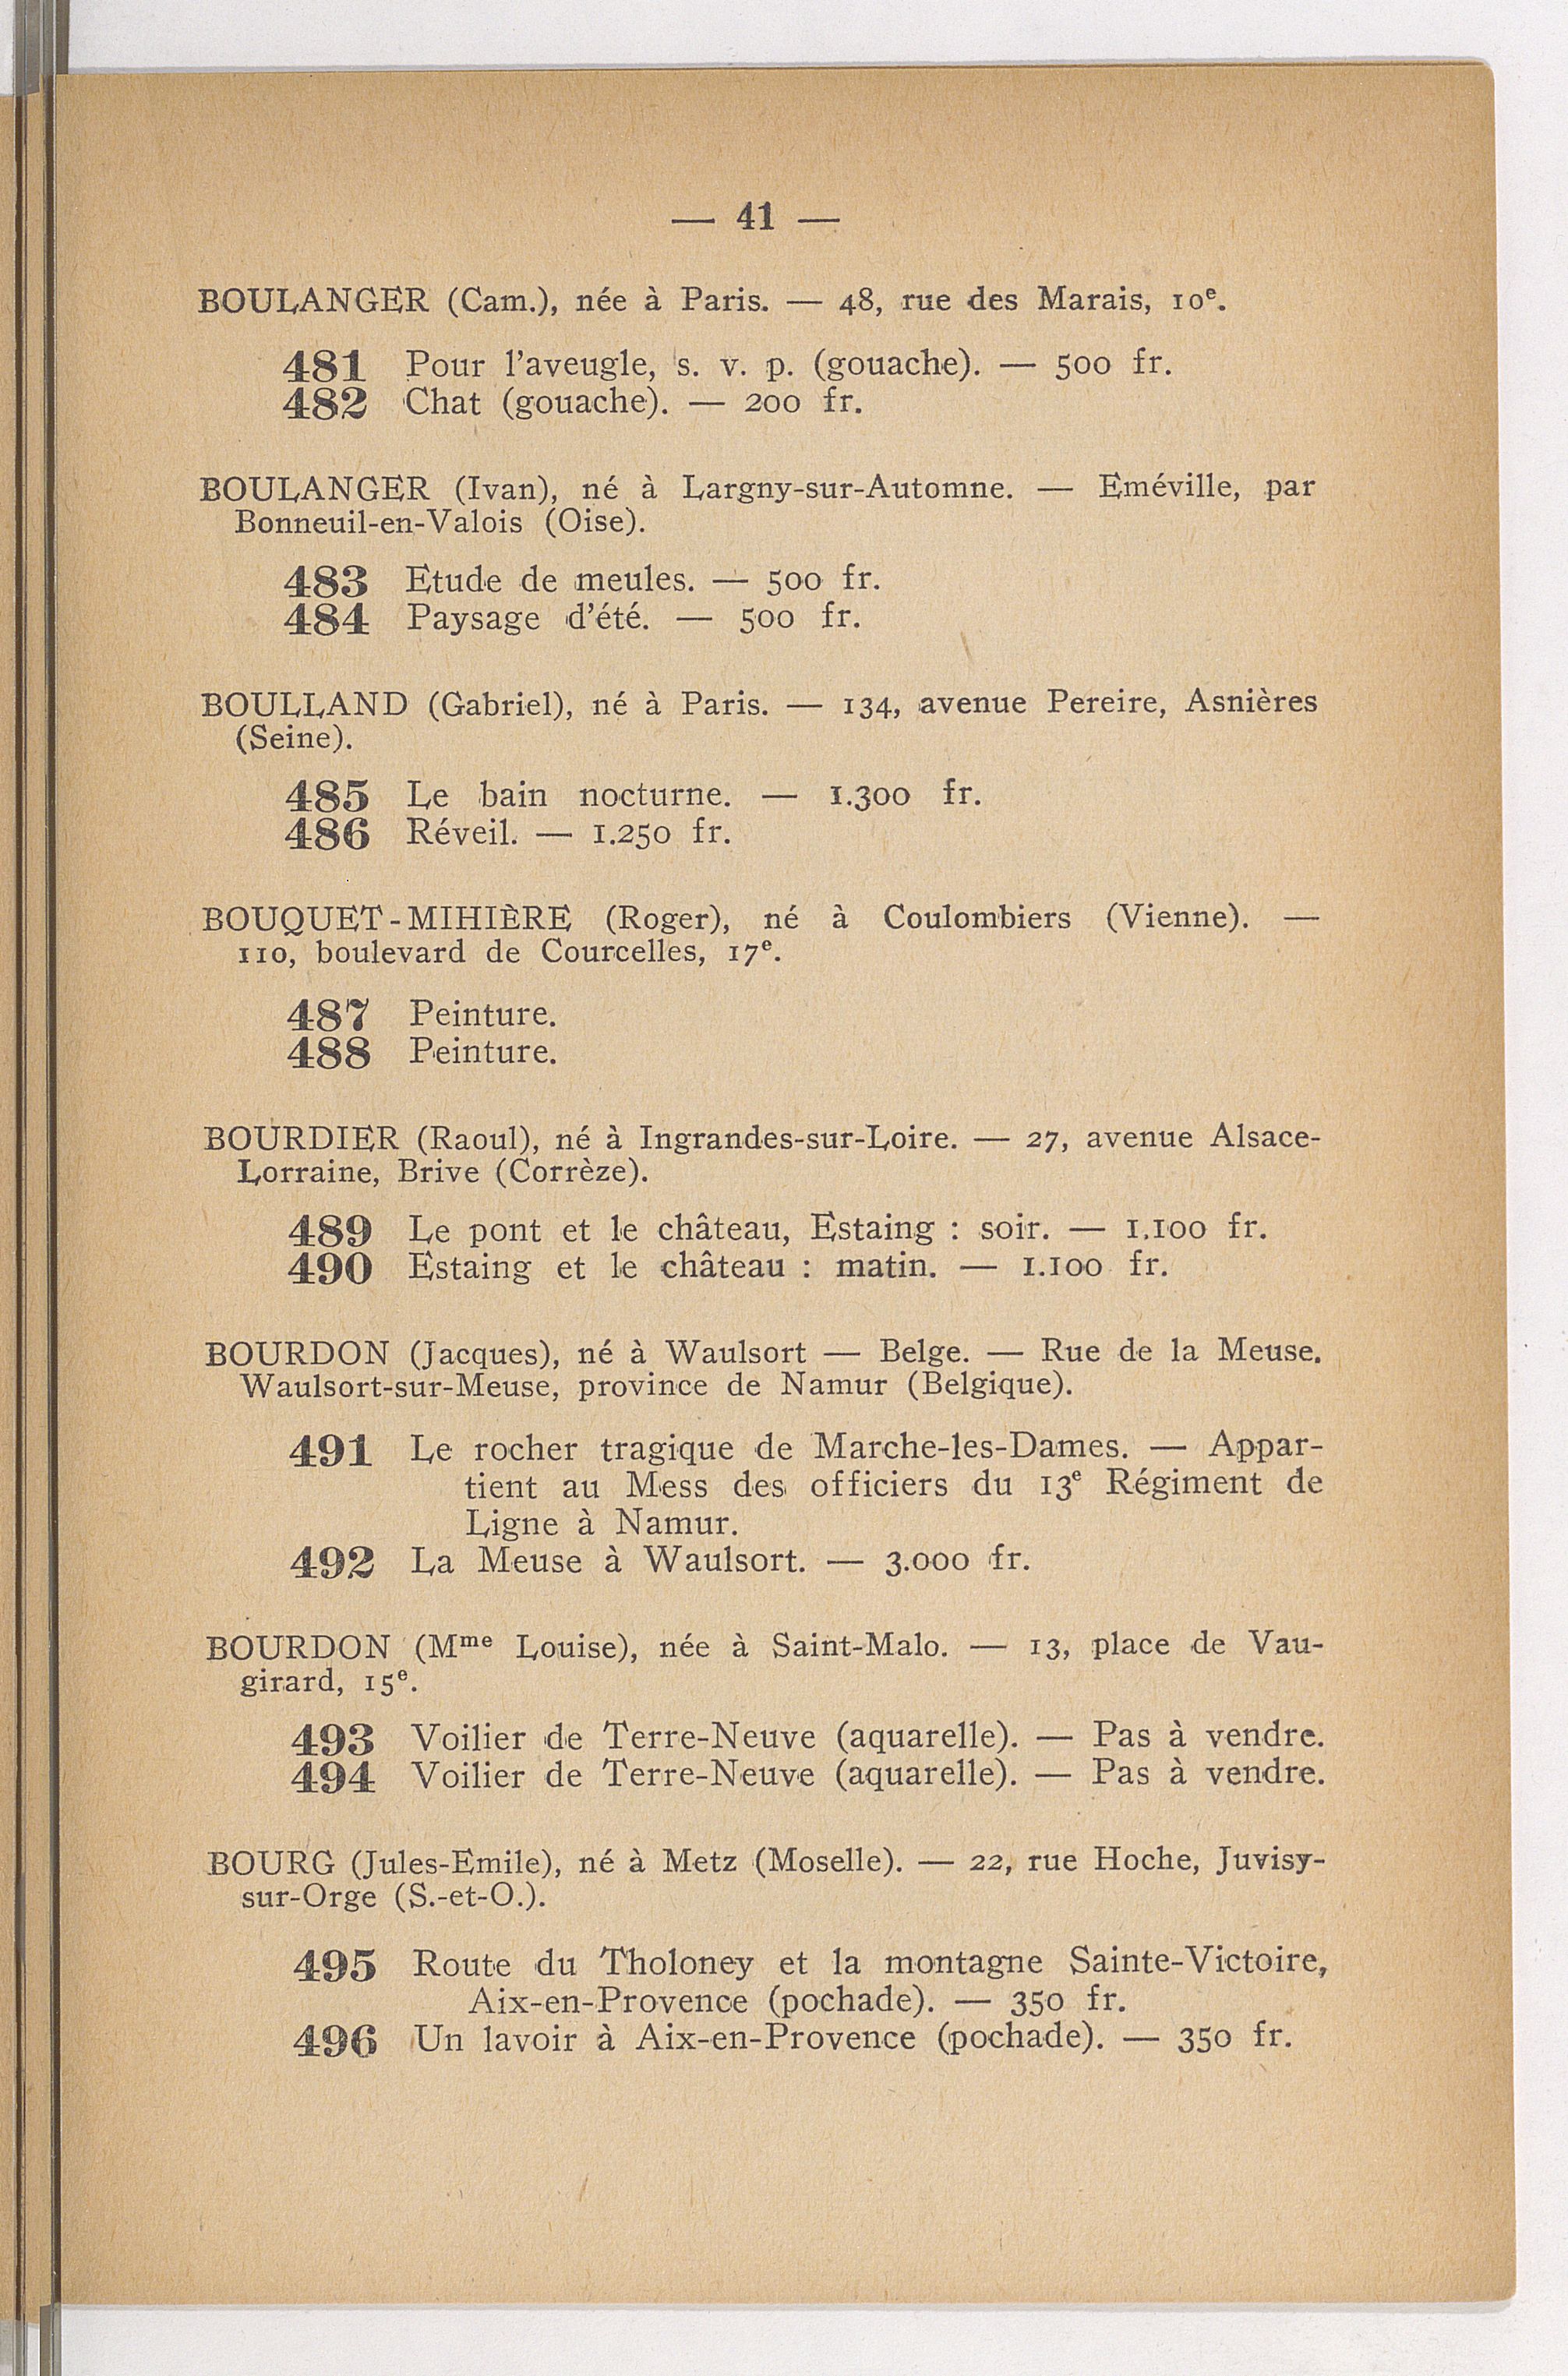 — 41 —
BOULANGER (Cam.), née à Paris. — 48, rue des Marais, 10e.
481 Pour l'aveugle, s. v. p. (gouache). — 500 fr.
482 Chat (gouache). — 200 fr.
BOULANGER (Ivan), né à Largny-sur-Automne. — Eméville, par
Bonneuil-en-Valois (Oise).
483 Etude de meules. — 500 fr.
484 Paysage d'été. — 500 fr.
BOULLAND (Gabriel), né à Paris. — 134, avenue Pereire, Asnières
(Seine).
485 Le bain nocturne. — 1.300 fr.
486 Réveil. — 1.250 fr.
BOUQUET-MIHIÈRE (Roger), né à Coulombiers (Vienne). —
110, boulevard de Courcelles, 17e.
487 Peinture.
488 Peinture.
BOURDIER (Raoul), né à Ingrandes-sur-Loire. — 27, avenue Alsace-
Lorraine, Brive (Corrèze).
489 Le pont et le château, Estaing : soir. — 1.100 fr.
490 Estaing et le château : matin. — 1.100 fr.
BOURDON (Jacques), né à Waulsort — Belge. — Rue de la Meuse.
Waulsort-sur-Meuse, province de Namur (Belgique).
491 Le rocher tragique de Marche-les-Dames. — Appar-
tient au Mess des officiers du 13e Régiment de
Ligne à Namur.
492 La Meuse à Waulsort. — 3.000 fr.
BOURDON (Mme Louise), née à Saint-Malo. — 13, place de Vau-
girard, 15e.
493 Voilier de Terre-Neuve (aquarelle). — Pas à vendre.
494 Voilier de Terre-Neuve (aquarelle). — Pas à vendre.
BOURG (Jules-Emile), né à Metz (Moselle). — 22, rue Hoche, Juvisy-
sur-Orge (S.-et-O.).
495 Route du Tholoney et la montagne Sainte-Victoire,
Aix-en-Provence (pochade). — 350 fr.
496 Un lavoir à Aix-en-Provence (pochade). — 350 fr.